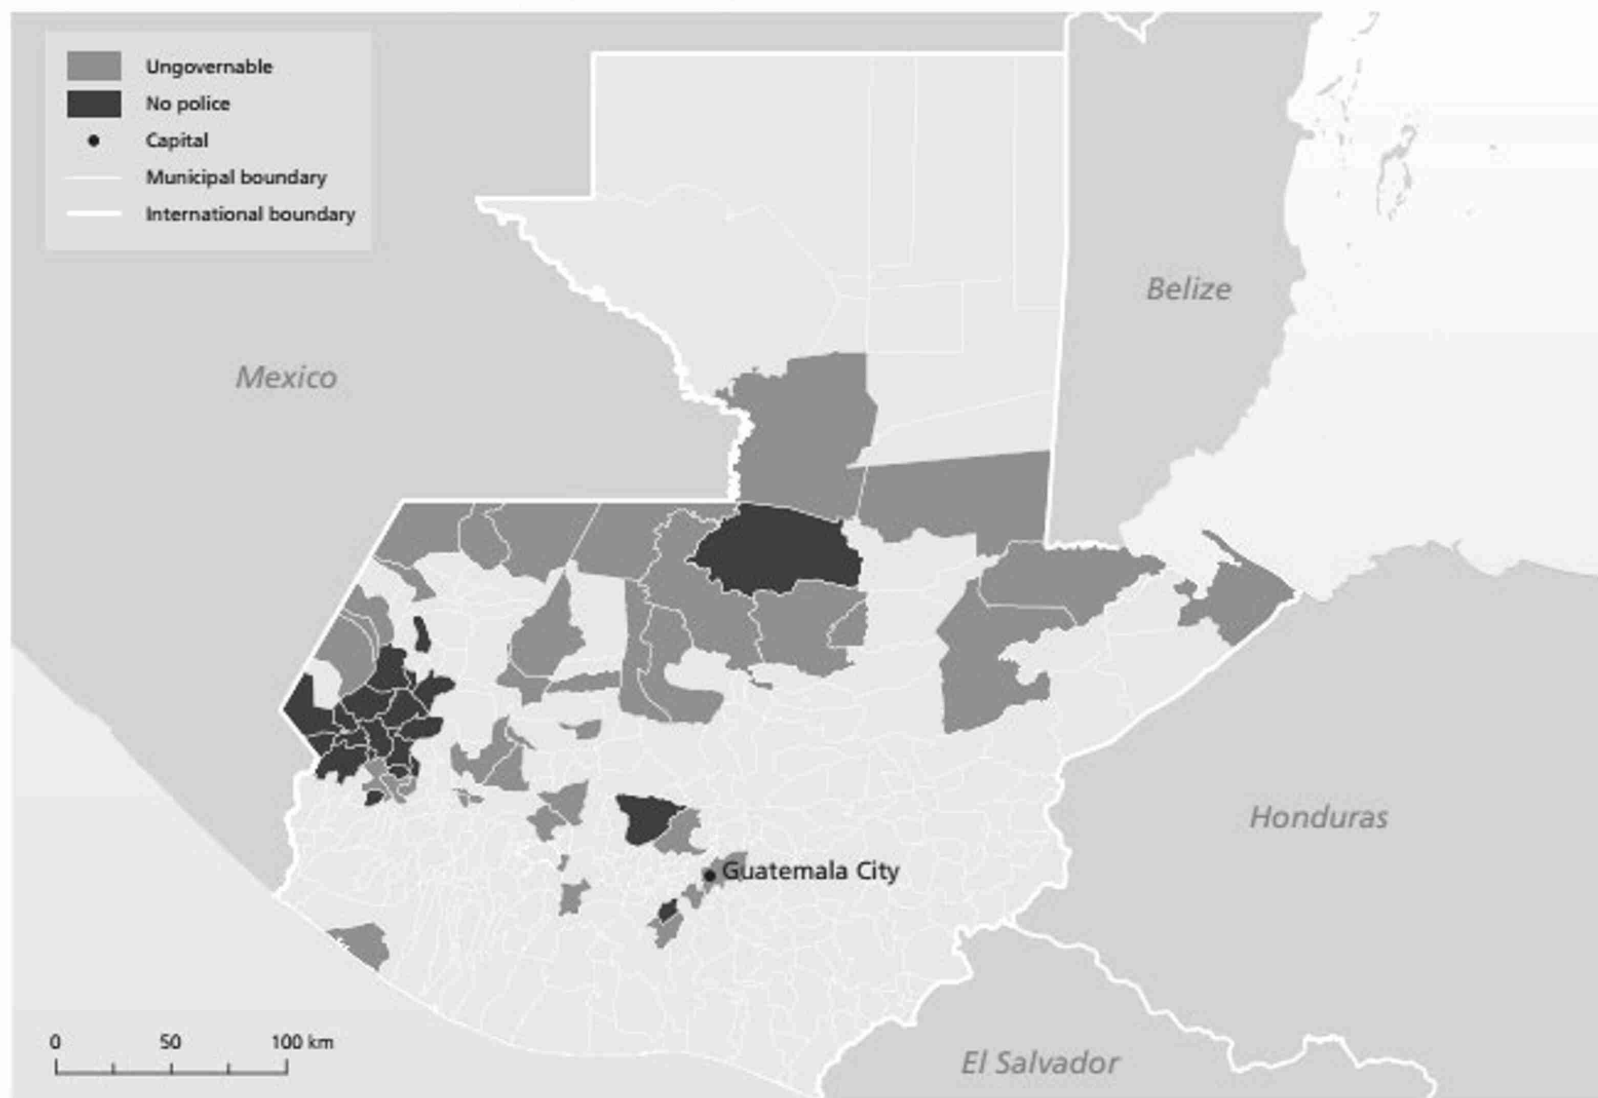 Ungovernable
No police
Capital
Municipal boundary
International boundary
Belize
Mexico
Honduras
Guatemala City
El Salvador
0 50 100 km